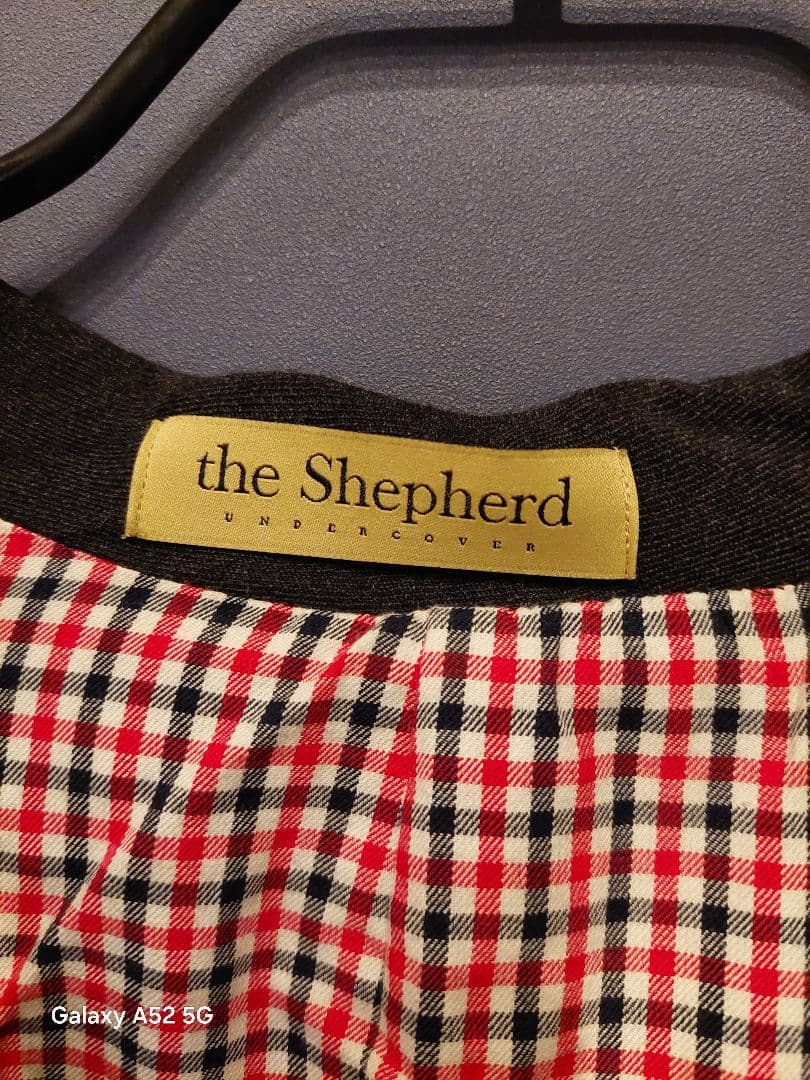 the Shepherd
UNDERCOVER
Galaxy A52 5G